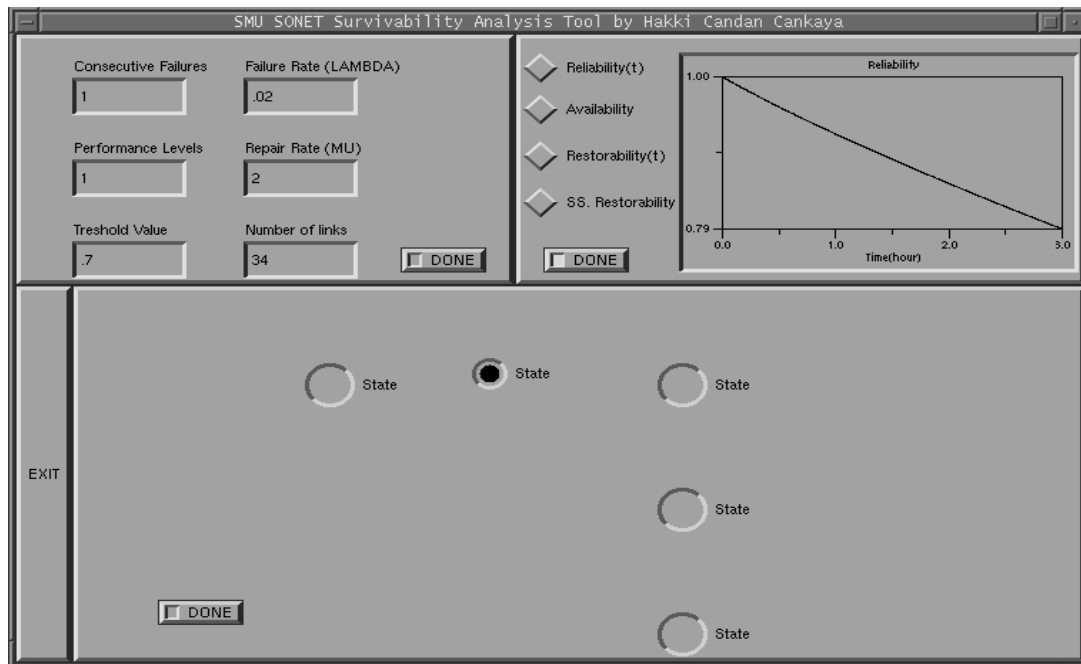 SMU SONET Survivability Analysis Tool by Hakki Candan Cankaya
Consecutive Failures
1
Failure Rate (LAMBDA)
.02
Performance Levels
1
Repair Rate (MU)
2
Treshold Value
.7
Number of links
34
DONE
Reliability(t)
Availability
Restorability(t)
SS. Restorability
DONE
Reliability
1.00
0.79
0.0 1.0 2.0 3.0
Time(hour)
EXIT
State
State
State
State
State
DONE